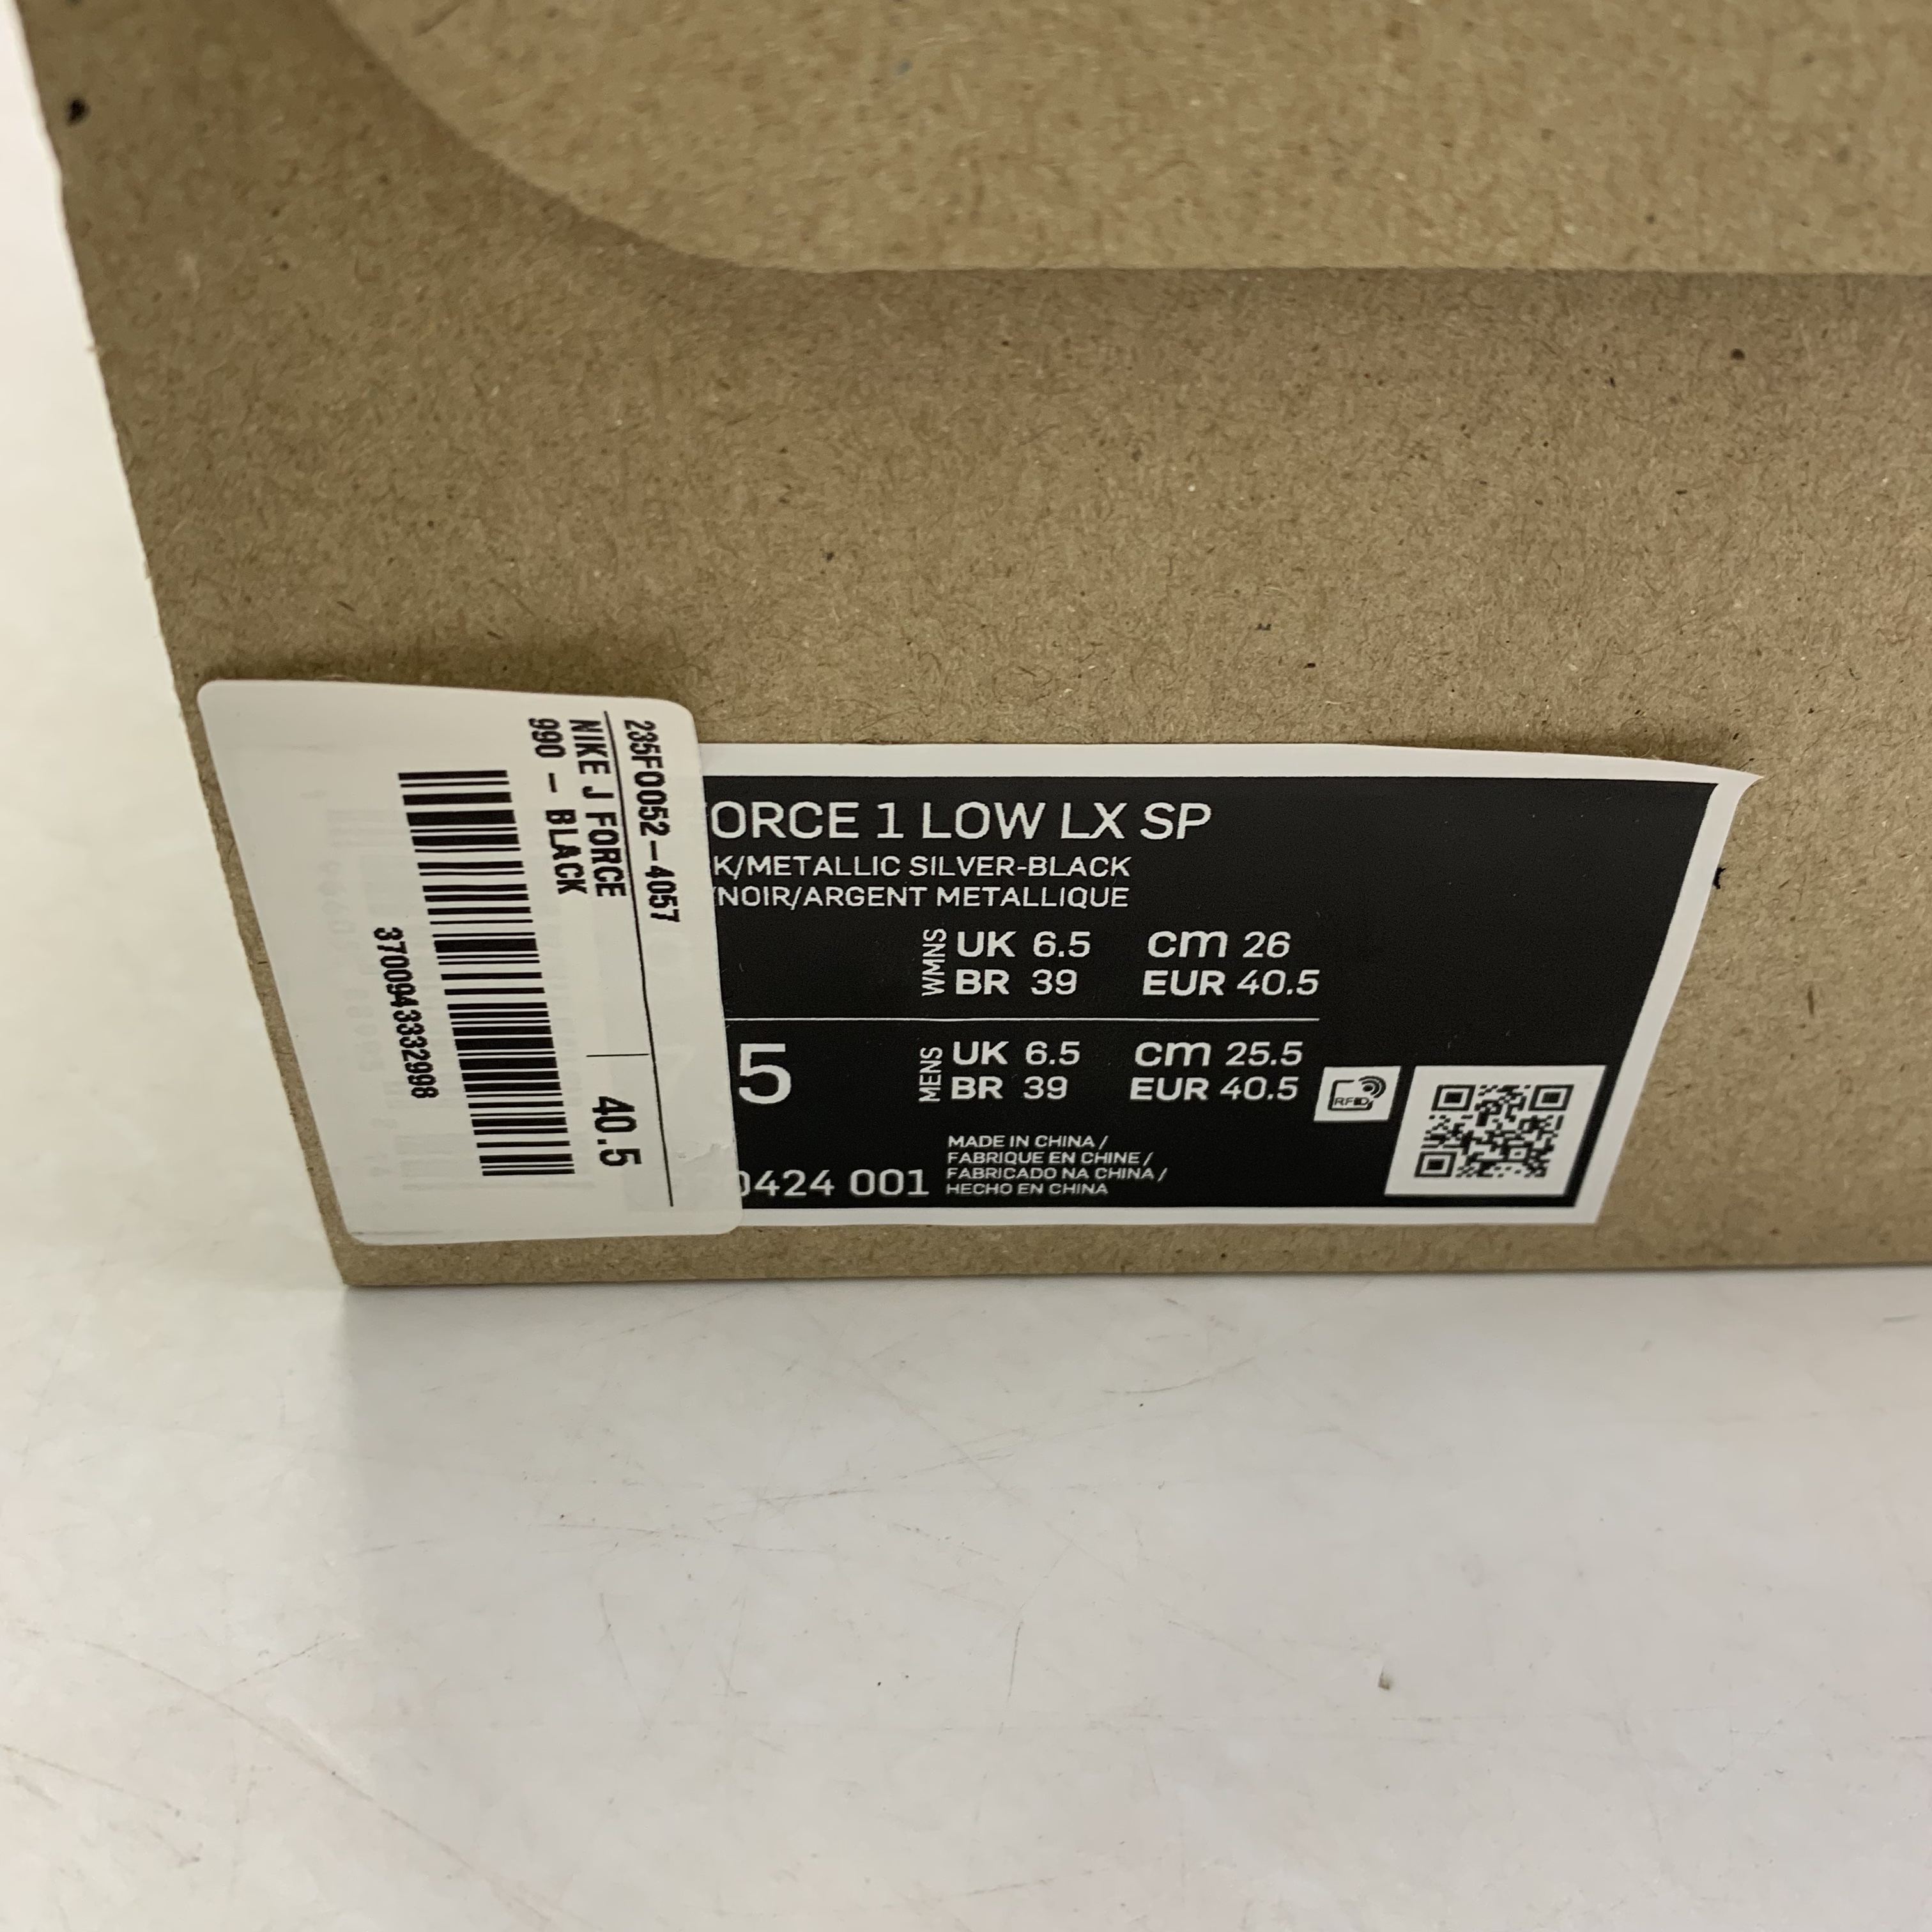 235F0052-4057
NIKE J FORCE
990 - BLACK
40.5
3700943332998
ORCE 1 LOW LX SP
K/METALLIC SILVER-BLACK
/NOIR/ARGENT METALLIQUE
WMNS
UK 6.5 cm 26
BR 39 EUR 40.5
5
MENS
UK 6.5 cm 25.5
BR 39 EUR 40.5
RFID
MADE IN CHINA /
FABRIQUE EN CHINE /
FABRICADO NA CHINA /
HECHO EN CHINA
0424 001